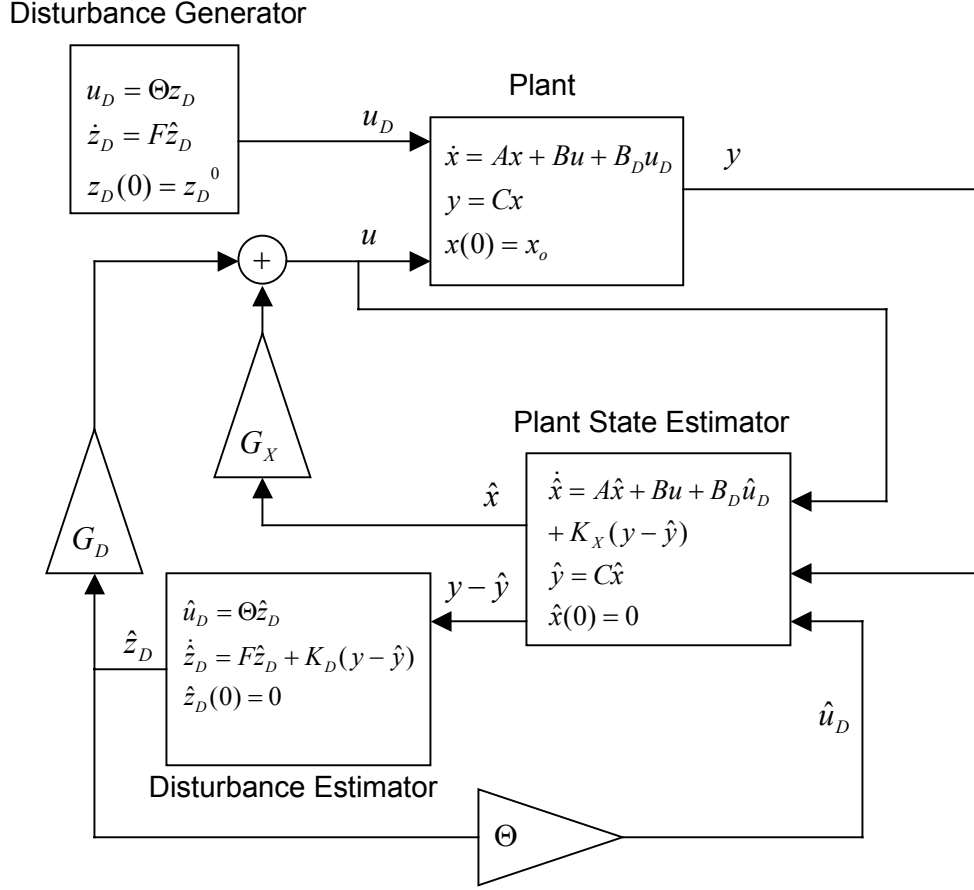 Disturbance Generator
u_D = Θz_D
ż_D = Fẑ_D
z_D(0) = z_D⁰
u_D
Plant
ẋ = Ax + Bu + B_D u_D
y = Cx
x(0) = x_o
y
+
u
G_X
G_D
x̂
Plant State Estimator
x̂̇ = Ax̂ + Bu + B_D û_D
+ K_X(y − ŷ)
ŷ = Cx̂
x̂(0) = 0
y − ŷ
û_D = Θẑ_D
ẑ̇_D = Fẑ_D + K_D(y − ŷ)
ẑ_D(0) = 0
ẑ_D
Disturbance Estimator
û_D
Θ